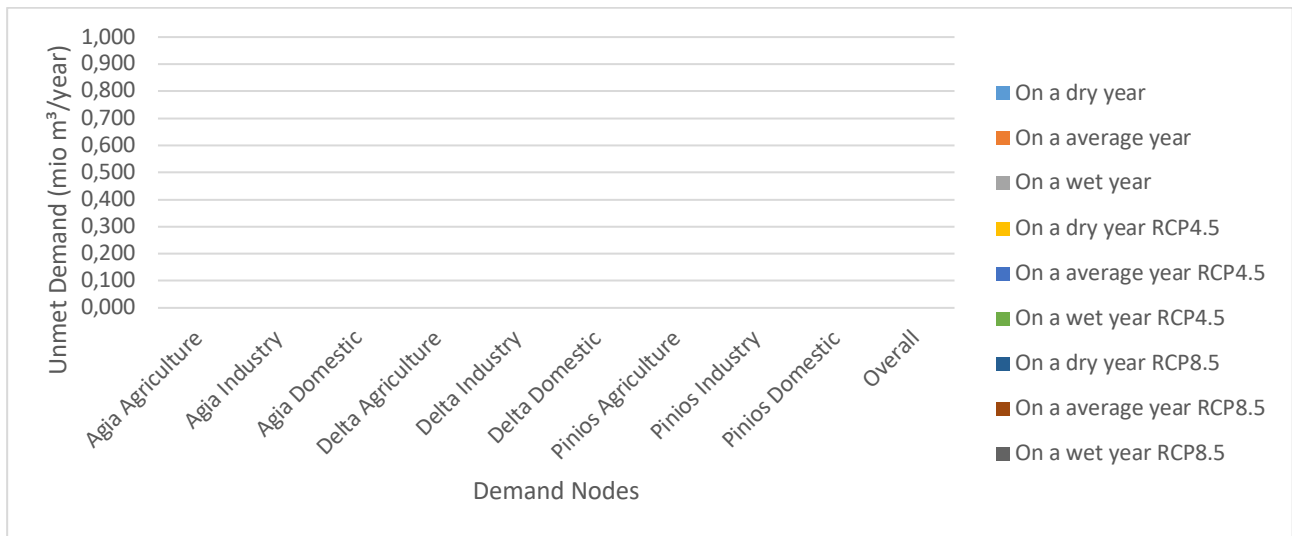 Unmet Demand (mio m³/year)
1,000
0,900
0,800
0,700
0,600
0,500
0,400
0,300
0,200
0,100
0,000
Agia Agriculture
Agia Industry
Agia Domestic
Delta Agriculture
Delta Industry
Delta Domestic
Pinios Agriculture
Pinios Industry
Pinios Domestic
Overall
Demand Nodes
On a dry year
On a average year
On a wet year
On a dry year RCP4.5
On a average year RCP4.5
On a wet year RCP4.5
On a dry year RCP8.5
On a average year RCP8.5
On a wet year RCP8.5